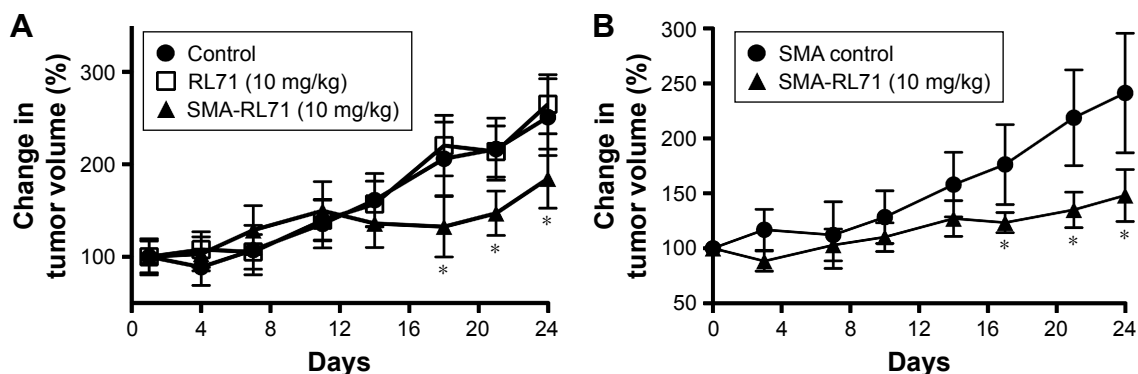 A
Change in
tumor volume (%)
300
200
100
Control
RL71 (10 mg/kg)
SMA-RL71 (10 mg/kg)
*
*
*
0
4
8
12
16
20
24
Days
B
Change in
tumor volume (%)
300
250
200
150
100
50
SMA control
SMA-RL71 (10 mg/kg)
*
*
*
0
4
8
12
16
20
24
Days